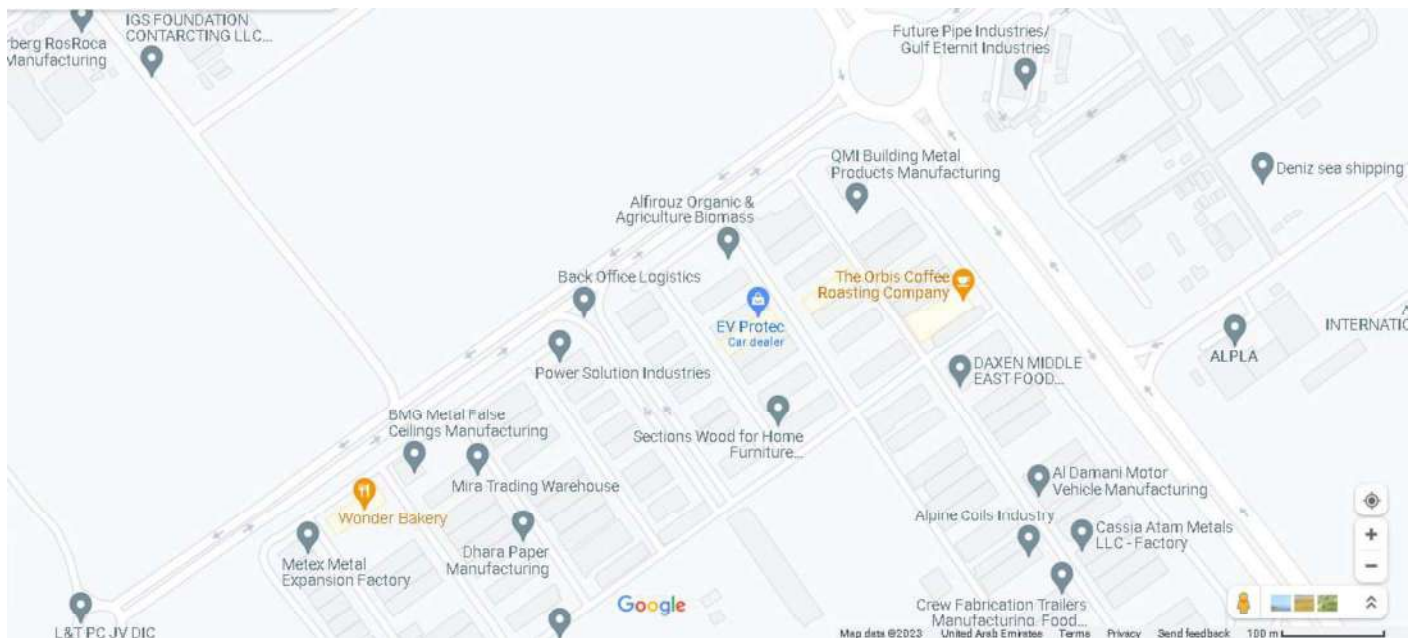 IGS FOUNDATION
CONTARCTING LLC...
rberg RosRoca
Manufacturing
Future Pipe Industries/
Gulf Eternit Industries
QMI Building Metal
Products Manufacturing
Deniz sea shipping
Alfirouz Organic &
Agriculture Biomass
Back Office Logistics
The Orbis Coffee
Roasting Company
EV Protec
Car dealer
INTERNATIO
ALPLA
Power Solution Industries
DAXEN MIDDLE
EAST FOOD...
BMG Metal False
Ceilings Manufacturing
Sections Wood for Home
Furniture...
Mira Trading Warehouse
Al Damani Motor
Vehicle Manufacturing
Wonder Bakery
Alpine Coils Industry
Cassia Atam Metals
LLC - Factory
Dhara Paper
Manufacturing
Metex Metal
Expansion Factory
Google
Crew Fabrication Trailers
Manufacturing. Food...
L&T PC JV DIC
Map data ©2023 United Arab Emirates Terms Privacy Send feedback 100 m